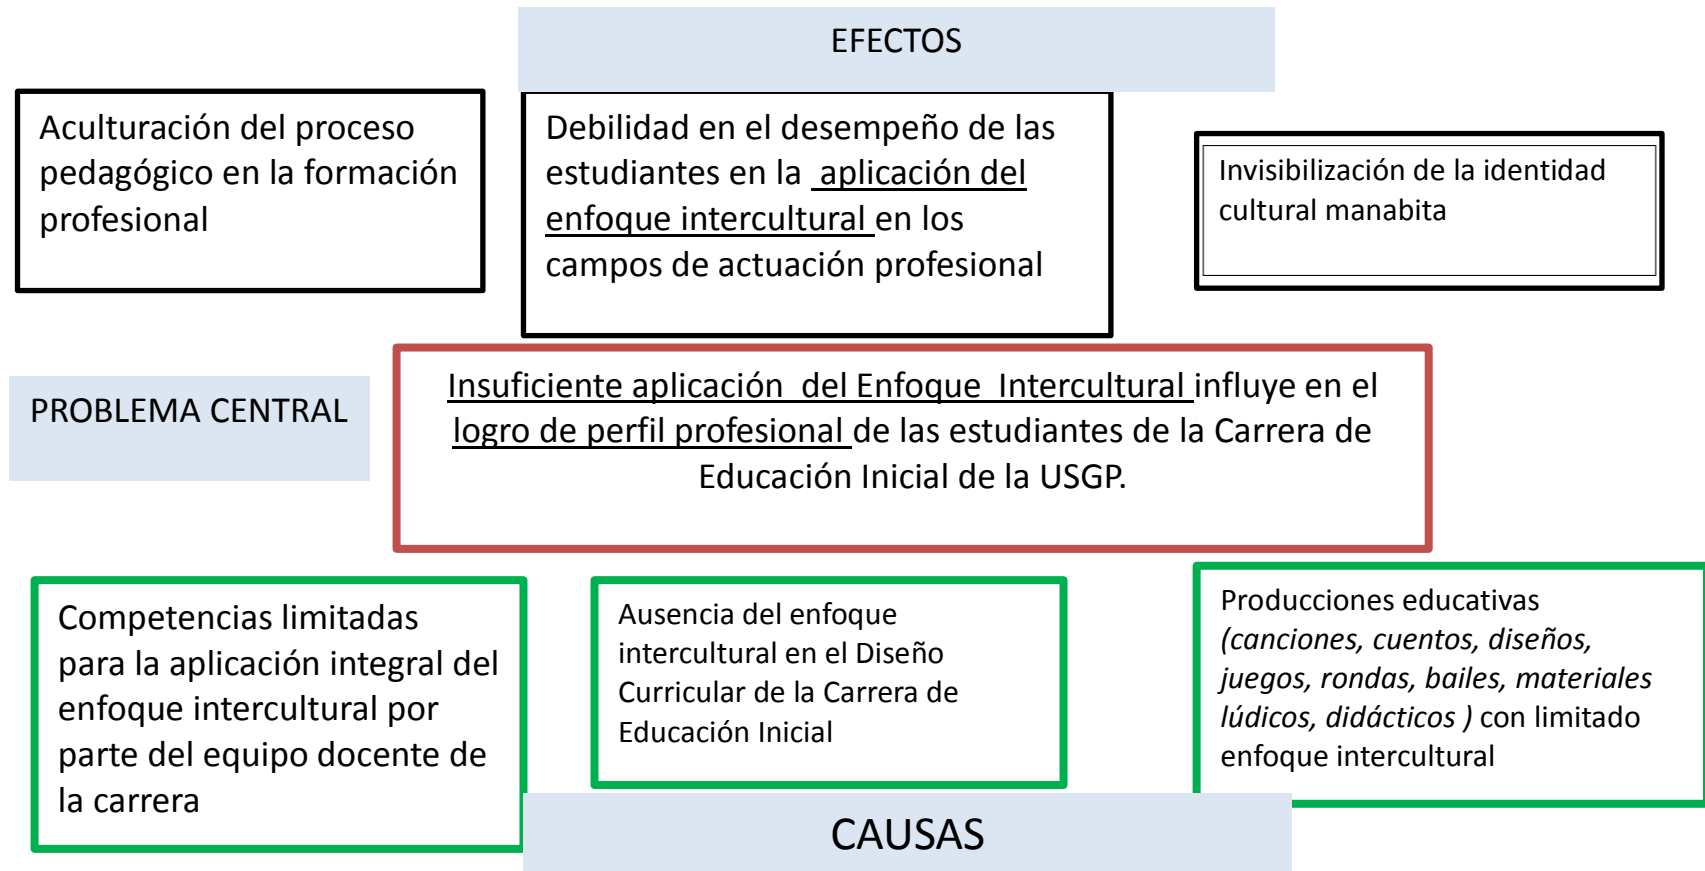 EFECTOS
Aculturación del proceso
pedagógico en la formación
profesional
Debilidad en el desempeño de las
estudiantes en la aplicación del
enfoque intercultural en los
campos de actuación profesional
Invisibilización de la identidad
cultural manabita
PROBLEMA CENTRAL
Insuficiente aplicación del Enfoque Intercultural influye en el
logro de perfil profesional de las estudiantes de la Carrera de
Educación Inicial de la USGP.
Competencias limitadas
para la aplicación integral del
enfoque intercultural por
parte del equipo docente de
la carrera
Ausencia del enfoque
intercultural en el Diseño
Curricular de la Carrera de
Educación Inicial
Producciones educativas
(canciones, cuentos, diseños,
juegos, rondas, bailes, materiales
lúdicos, didácticos ) con limitado
enfoque intercultural
CAUSAS